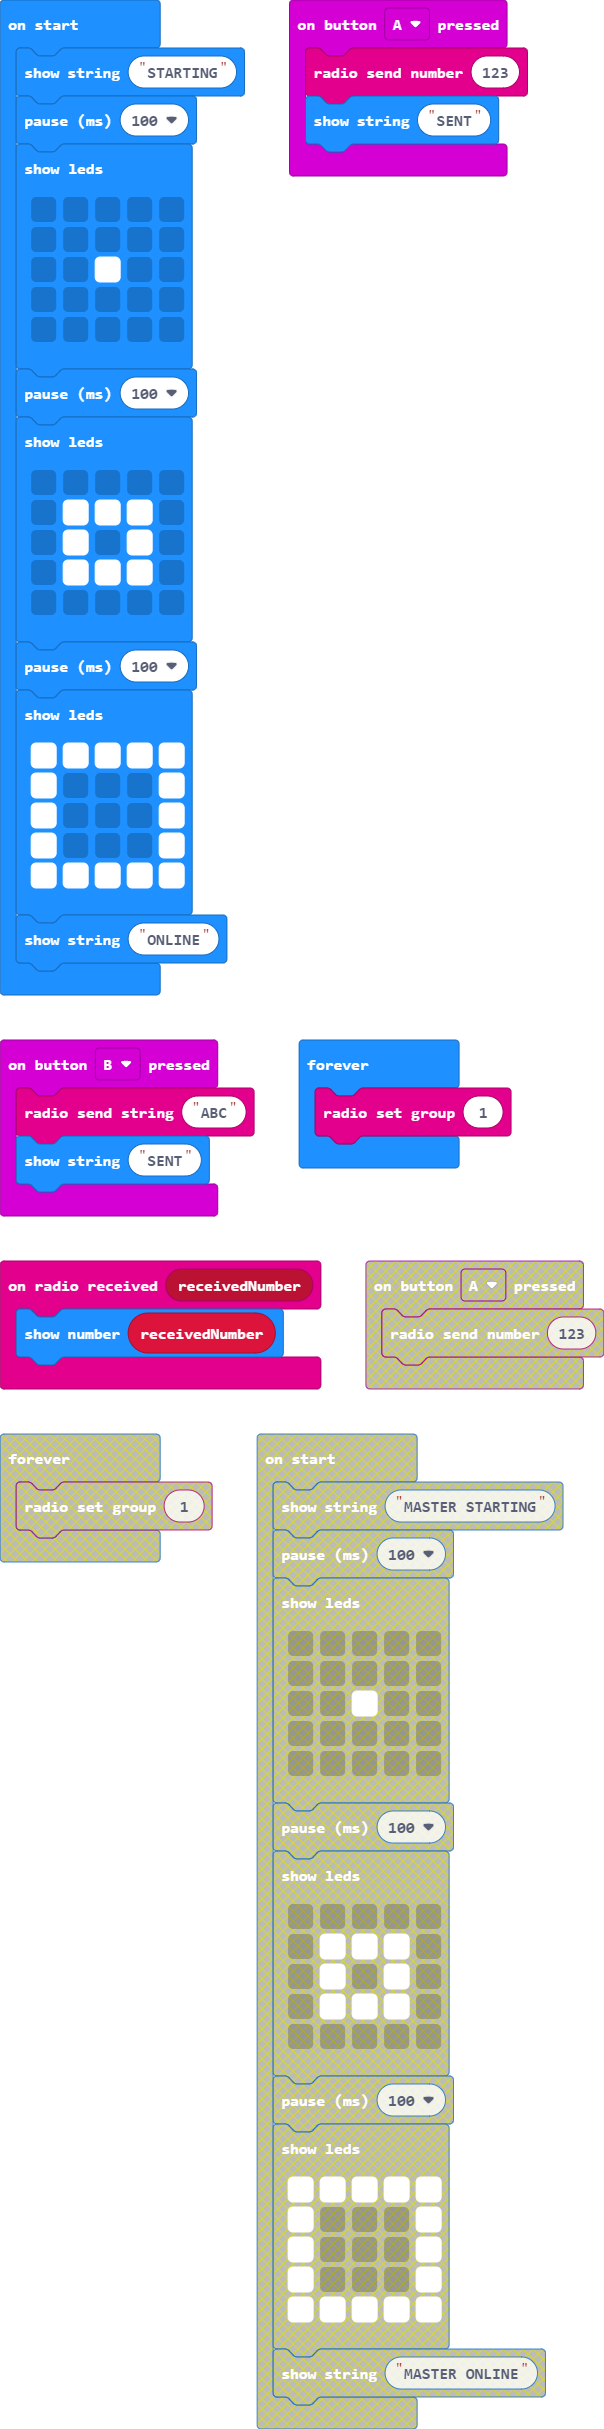 on start
show string "STARTING"
pause (ms) 100
show leds
pause (ms) 100
show leds
pause (ms) 100
show leds
show string "ONLINE"
on button A pressed
radio send number 123
show string "SENT"
on button B pressed
radio send string "ABC"
show string "SENT"
forever
radio set group 1
on radio received receivedNumber
show number receivedNumber
on button A pressed
radio send number 123
forever
radio set group 1
on start
show string "MASTER STARTING"
pause (ms) 100
show leds
pause (ms) 100
show leds
pause (ms) 100
show leds
show string "MASTER ONLINE"